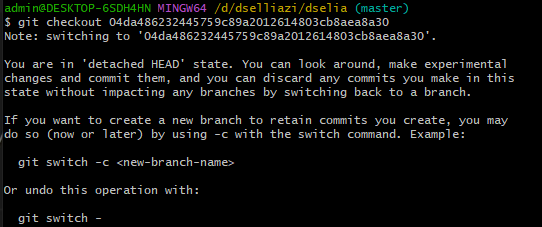 admin@DESKTOP-6SDH4HN MINGW64 /d/dselliazi/dselia (master)
$ git checkout 04da486232445759c89a2012614803cb8aea8a30
Note: switching to '04da486232445759c89a2012614803cb8aea8a30'.
You are in 'detached HEAD' state. You can look around, make experimental
changes and commit them, and you can discard any commits you make in this
state without impacting any branches by switching back to a branch.
If you want to create a new branch to retain commits you create, you may
do so (now or later) by using -c with the switch command. Example:
git switch -c <new-branch-name>
Or undo this operation with:
git switch -